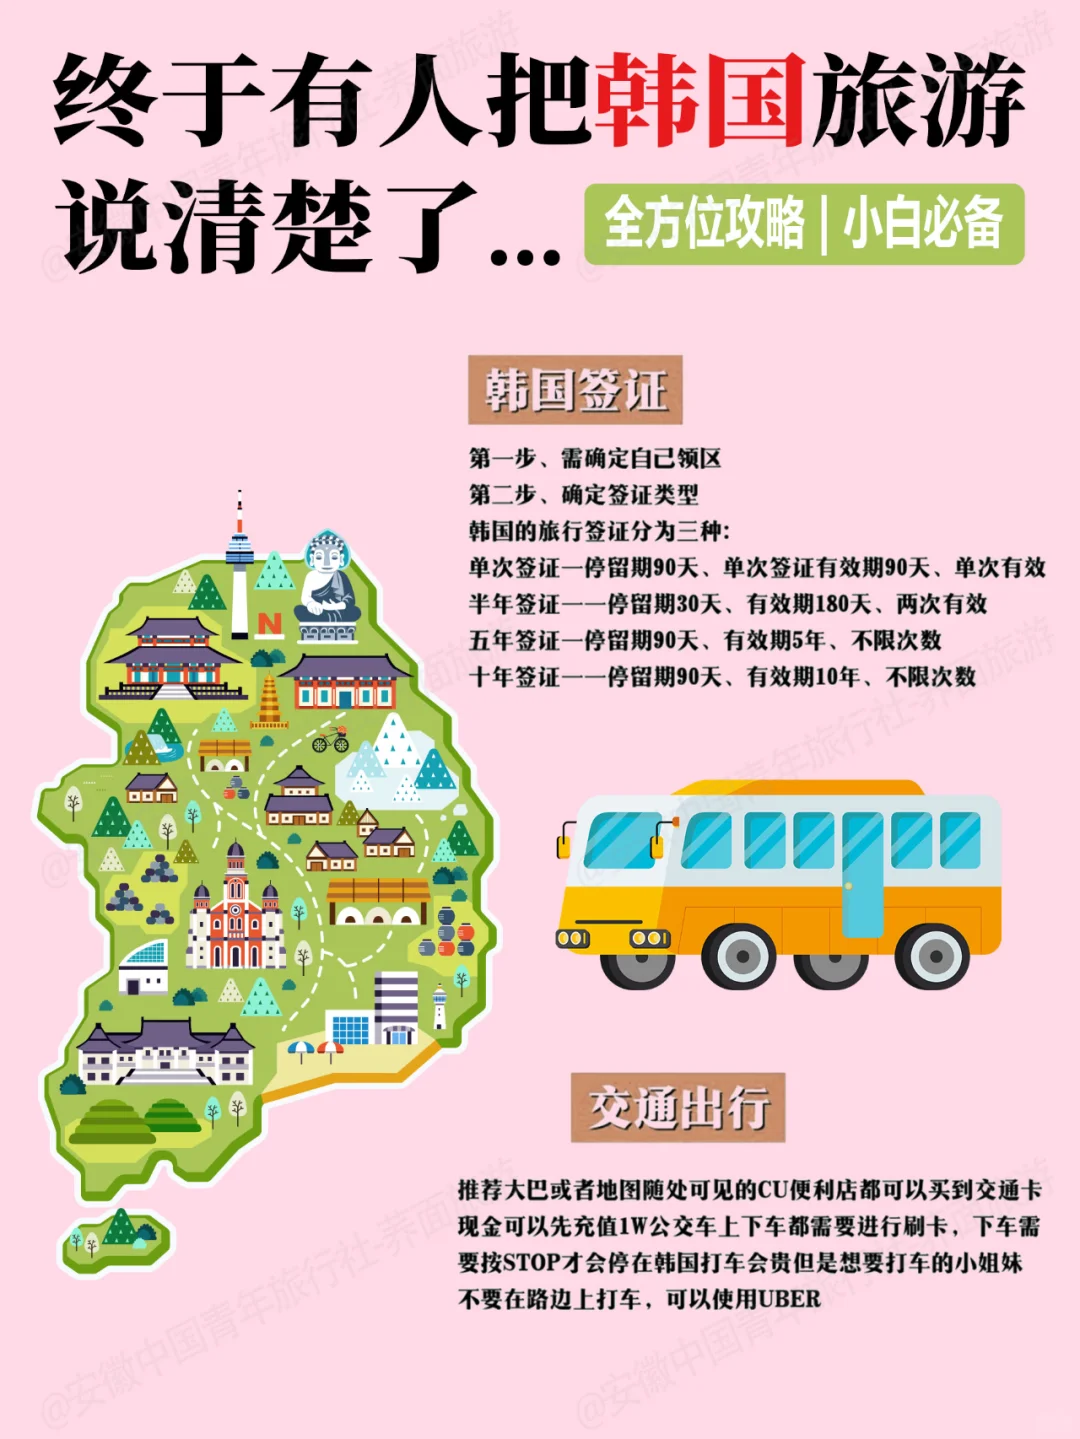 终于有人把韩国旅游
说清楚了...
全方位攻略|小白必备
韩国签证
第一步、需确定自己领区
第二步、确定签证类型
韩国的旅行签证分为三种：
单次签证—停留期90天、单次签证有效期90天、单次有效
半年签证——停留期30天、有效期180天、两次有效
五年签证—停留期90天、有效期5年、不限次数
十年签证——停留期90天、有效期10年、不限次数
N
交通出行
推荐大巴或者地图随处可见的CU便利店都可以买到交通卡
现金可以先充值1W公交车上下车都需要进行刷卡，下车需
要按STOP才会停在韩国打车会贵但是想要打车的小姐妹
不要在路边上打车，可以使用UBER
@安徽中国青年旅行社-荞面旅游